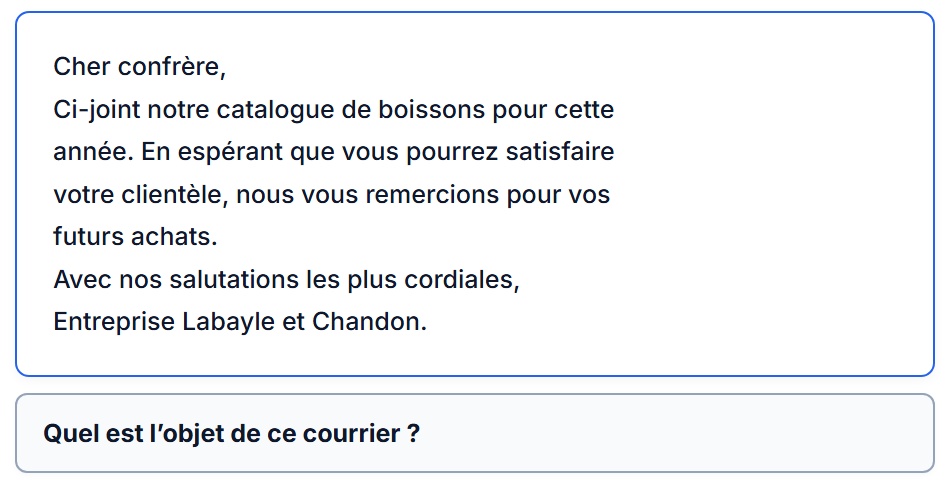 Cher confrère,
Ci-joint notre catalogue de boissons pour cette
année. En espérant que vous pourrez satisfaire
votre clientèle, nous vous remercions pour vos
futurs achats.
Avec nos salutations les plus cordiales,
Entreprise Labayle et Chandon.
Quel est l’objet de ce courrier ?